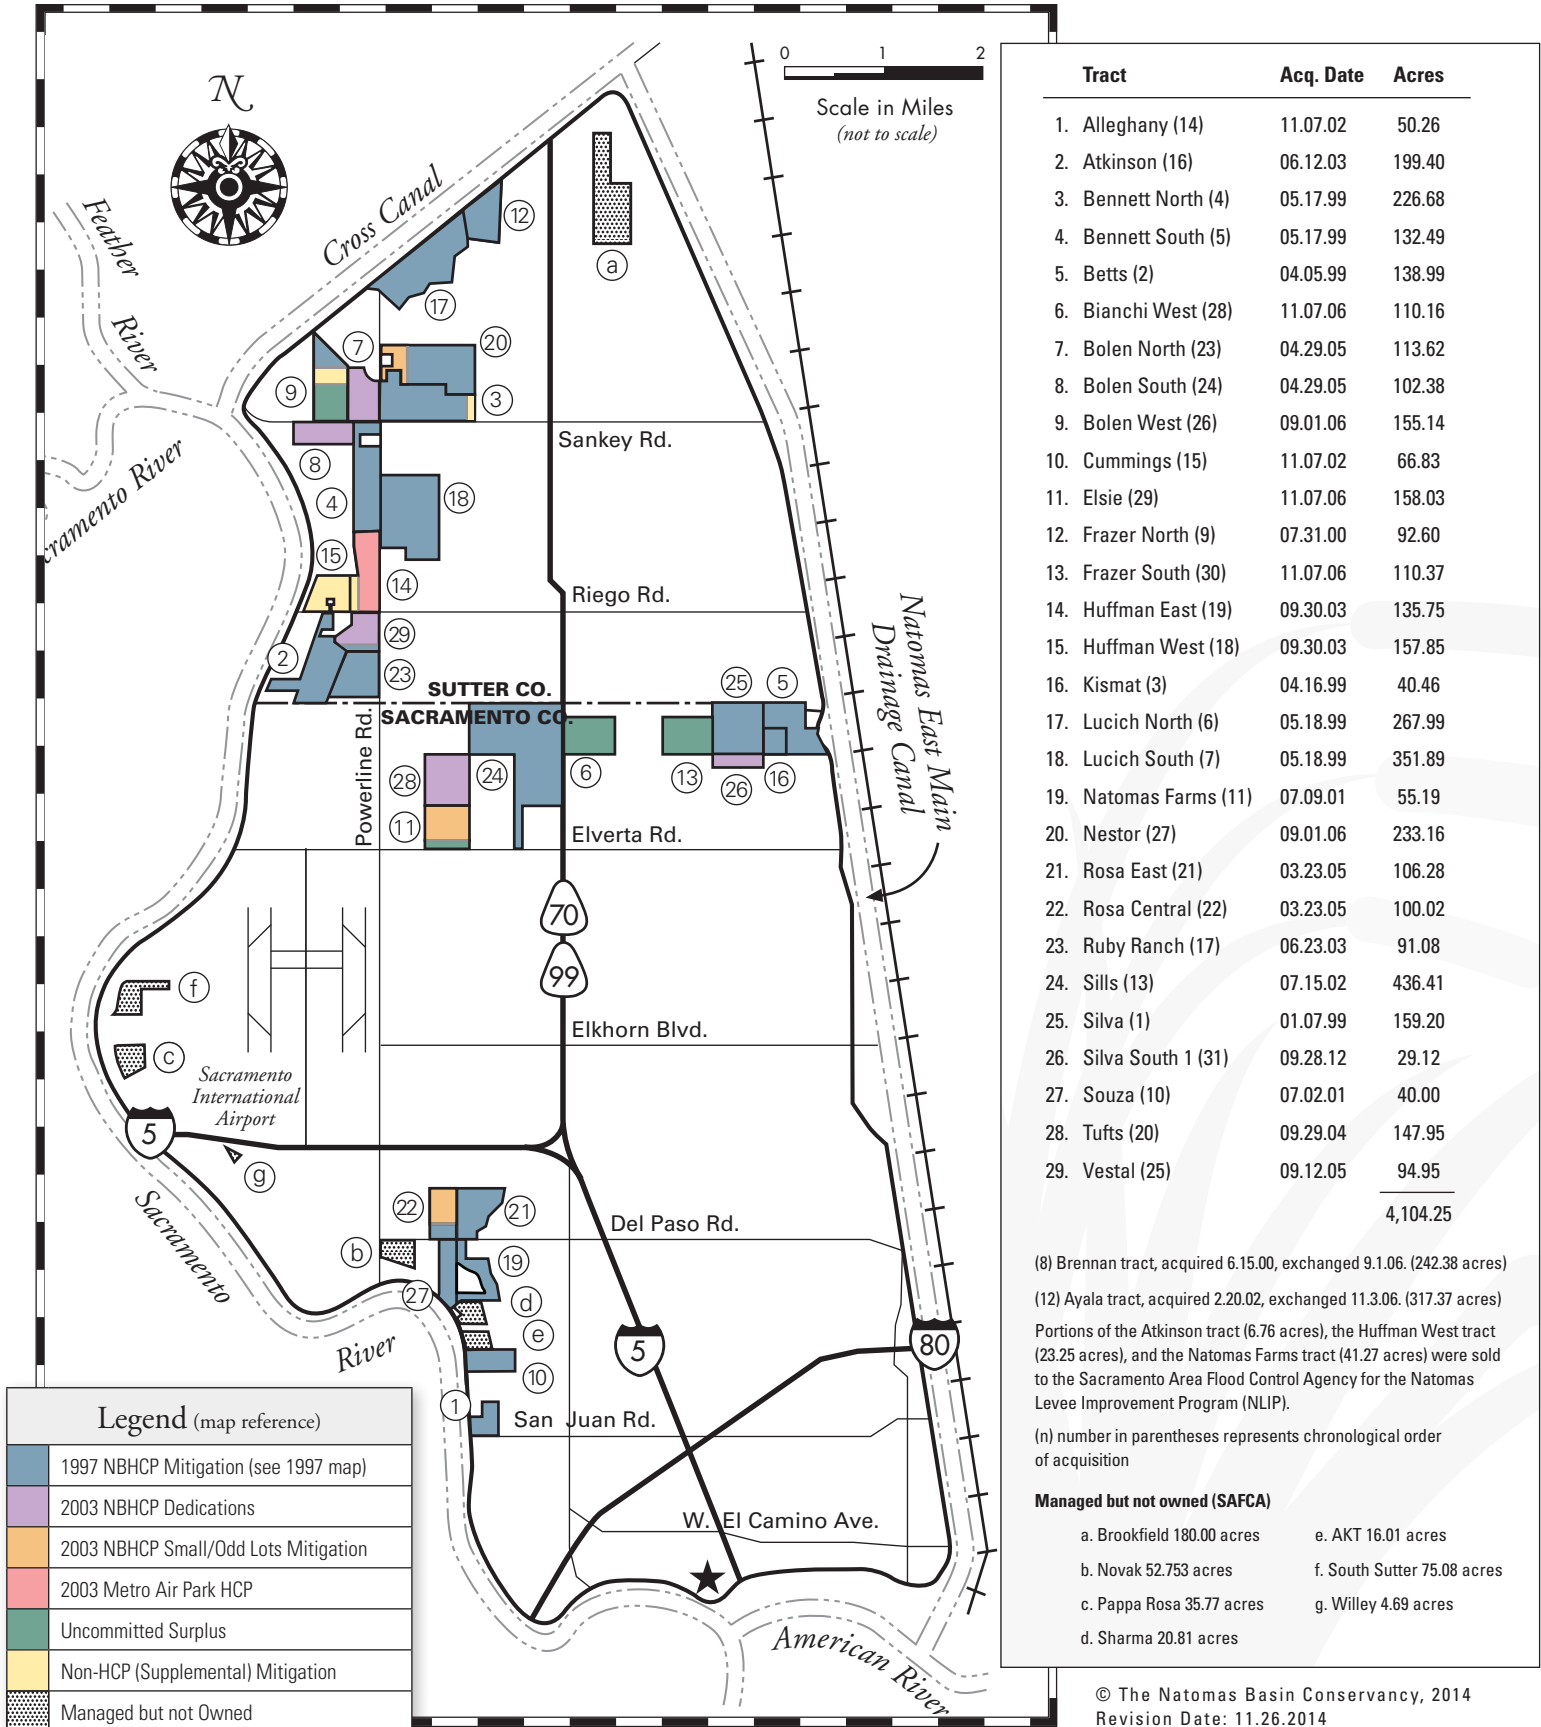 N
0 1 2
Scale in Miles
(not to scale)
Feather
River
Cross Canal
Sacramento River
12
a
17
7
20
9
3
Sankey Rd.
8
4
18
15
14
Riego Rd.
29
2
23
SUTTER CO.
SACRAMENTO CO.
25
5
Natomas East Main
Drainage Canal
Powerline Rd.
28
24
6
13
26
16
11
Elverta Rd.
70
99
f
Elkhorn Blvd.
c
Sacramento
International
Airport
5
g
22
21
Del Paso Rd.
b
19
27
d
e
Sacramento
River
5
80
10
1
San Juan Rd.
W. El Camino Ave.
American River
Legend (map reference)
1997 NBHCP Mitigation (see 1997 map)
2003 NBHCP Dedications
2003 NBHCP Small/Odd Lots Mitigation
2003 Metro Air Park HCP
Uncommitted Surplus
Non-HCP (Supplemental) Mitigation
Managed but not Owned
Tract Acq. Date Acres
1. Alleghany (14) 11.07.02 50.26
2. Atkinson (16) 06.12.03 199.40
3. Bennett North (4) 05.17.99 226.68
4. Bennett South (5) 05.17.99 132.49
5. Betts (2) 04.05.99 138.99
6. Bianchi West (28) 11.07.06 110.16
7. Bolen North (23) 04.29.05 113.62
8. Bolen South (24) 04.29.05 102.38
9. Bolen West (26) 09.01.06 155.14
10. Cummings (15) 11.07.02 66.83
11. Elsie (29) 11.07.06 158.03
12. Frazer North (9) 07.31.00 92.60
13. Frazer South (30) 11.07.06 110.37
14. Huffman East (19) 09.30.03 135.75
15. Huffman West (18) 09.30.03 157.85
16. Kismat (3) 04.16.99 40.46
17. Lucich North (6) 05.18.99 267.99
18. Lucich South (7) 05.18.99 351.89
19. Natomas Farms (11) 07.09.01 55.19
20. Nestor (27) 09.01.06 233.16
21. Rosa East (21) 03.23.05 106.28
22. Rosa Central (22) 03.23.05 100.02
23. Ruby Ranch (17) 06.23.03 91.08
24. Sills (13) 07.15.02 436.41
25. Silva (1) 01.07.99 159.20
26. Silva South 1 (31) 09.28.12 29.12
27. Souza (10) 07.02.01 40.00
28. Tufts (20) 09.29.04 147.95
29. Vestal (25) 09.12.05 94.95
4,104.25
(8) Brennan tract, acquired 6.15.00, exchanged 9.1.06. (242.38 acres)
(12) Ayala tract, acquired 2.20.02, exchanged 11.3.06. (317.37 acres)
Portions of the Atkinson tract (6.76 acres), the Huffman West tract
(23.25 acres), and the Natomas Farms tract (41.27 acres) were sold
to the Sacramento Area Flood Control Agency for the Natomas
Levee Improvement Program (NLIP).
(n) number in parentheses represents chronological order
of acquisition
Managed but not owned (SAFCA)
a. Brookfield 180.00 acres
b. Novak 52.753 acres
c. Pappa Rosa 35.77 acres
d. Sharma 20.81 acres
e. AKT 16.01 acres
f. South Sutter 75.08 acres
g. Willey 4.69 acres
© The Natomas Basin Conservancy, 2014
Revision Date: 11.26.2014